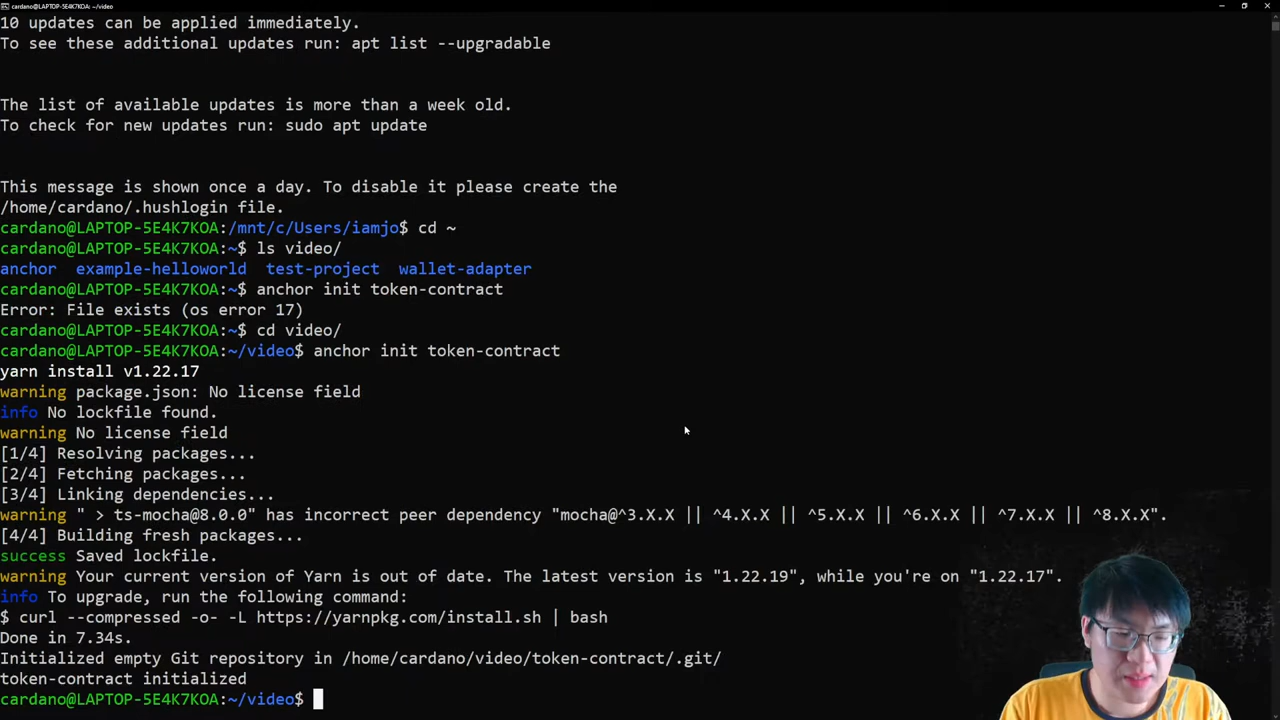 cardano@LAPTOP-5E4K7KOA: ~/video
10 updates can be applied immediately.
To see these additional updates run: apt list --upgradable
The list of available updates is more than a week old.
To check for new updates run: sudo apt update
This message is shown once a day. To disable it please create the
/home/cardano/.hushlogin file.
cardano@LAPTOP-5E4K7KOA:/mnt/c/Users/iamjo$ cd ~
cardano@LAPTOP-5E4K7KOA:~$ ls video/
anchor  example-helloworld  test-project  wallet-adapter
cardano@LAPTOP-5E4K7KOA:~$ anchor init token-contract
Error: File exists (os error 17)
cardano@LAPTOP-5E4K7KOA:~$ cd video/
cardano@LAPTOP-5E4K7KOA:~/video$ anchor init token-contract
yarn install v1.22.17
warning package.json: No license field
info No lockfile found.
warning No license field
[1/4] Resolving packages...
[2/4] Fetching packages...
[3/4] Linking dependencies...
warning " > ts-mocha@8.0.0" has incorrect peer dependency "mocha@^3.X.X || ^4.X.X || ^5.X.X || ^6.X.X || ^7.X.X || ^8.X.X".
[4/4] Building fresh packages...
success Saved lockfile.
warning Your current version of Yarn is out of date. The latest version is "1.22.19", while you're on "1.22.17".
info To upgrade, run the following command:
$ curl --compressed -o- -L https://yarnpkg.com/install.sh | bash
Done in 7.34s.
Initialized empty Git repository in /home/cardano/video/token-contract/.git/
token-contract initialized
cardano@LAPTOP-5E4K7KOA:~/video$